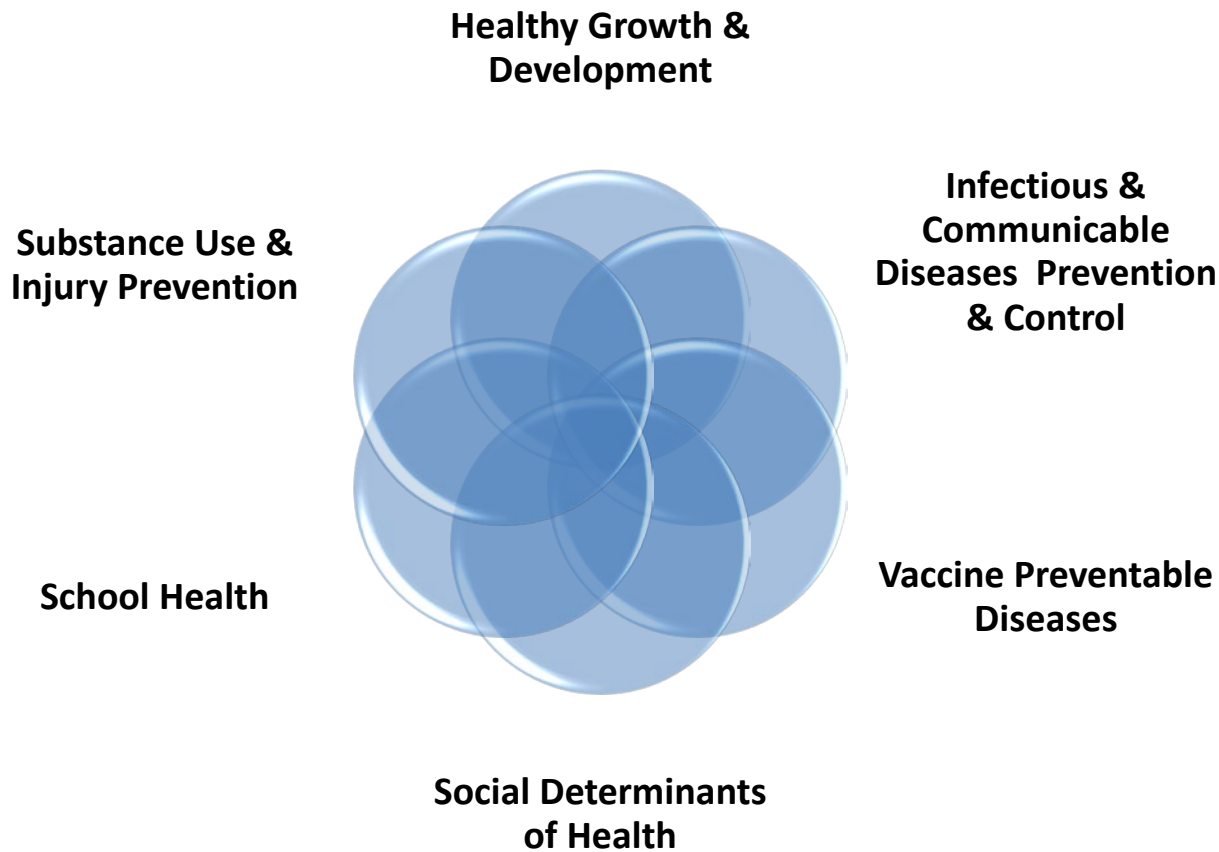 Healthy Growth &
Development
Infectious &
Communicable
Diseases  Prevention
& Control
Substance Use &
Injury Prevention
School Health
Vaccine Preventable
Diseases
Social Determinants
of Health